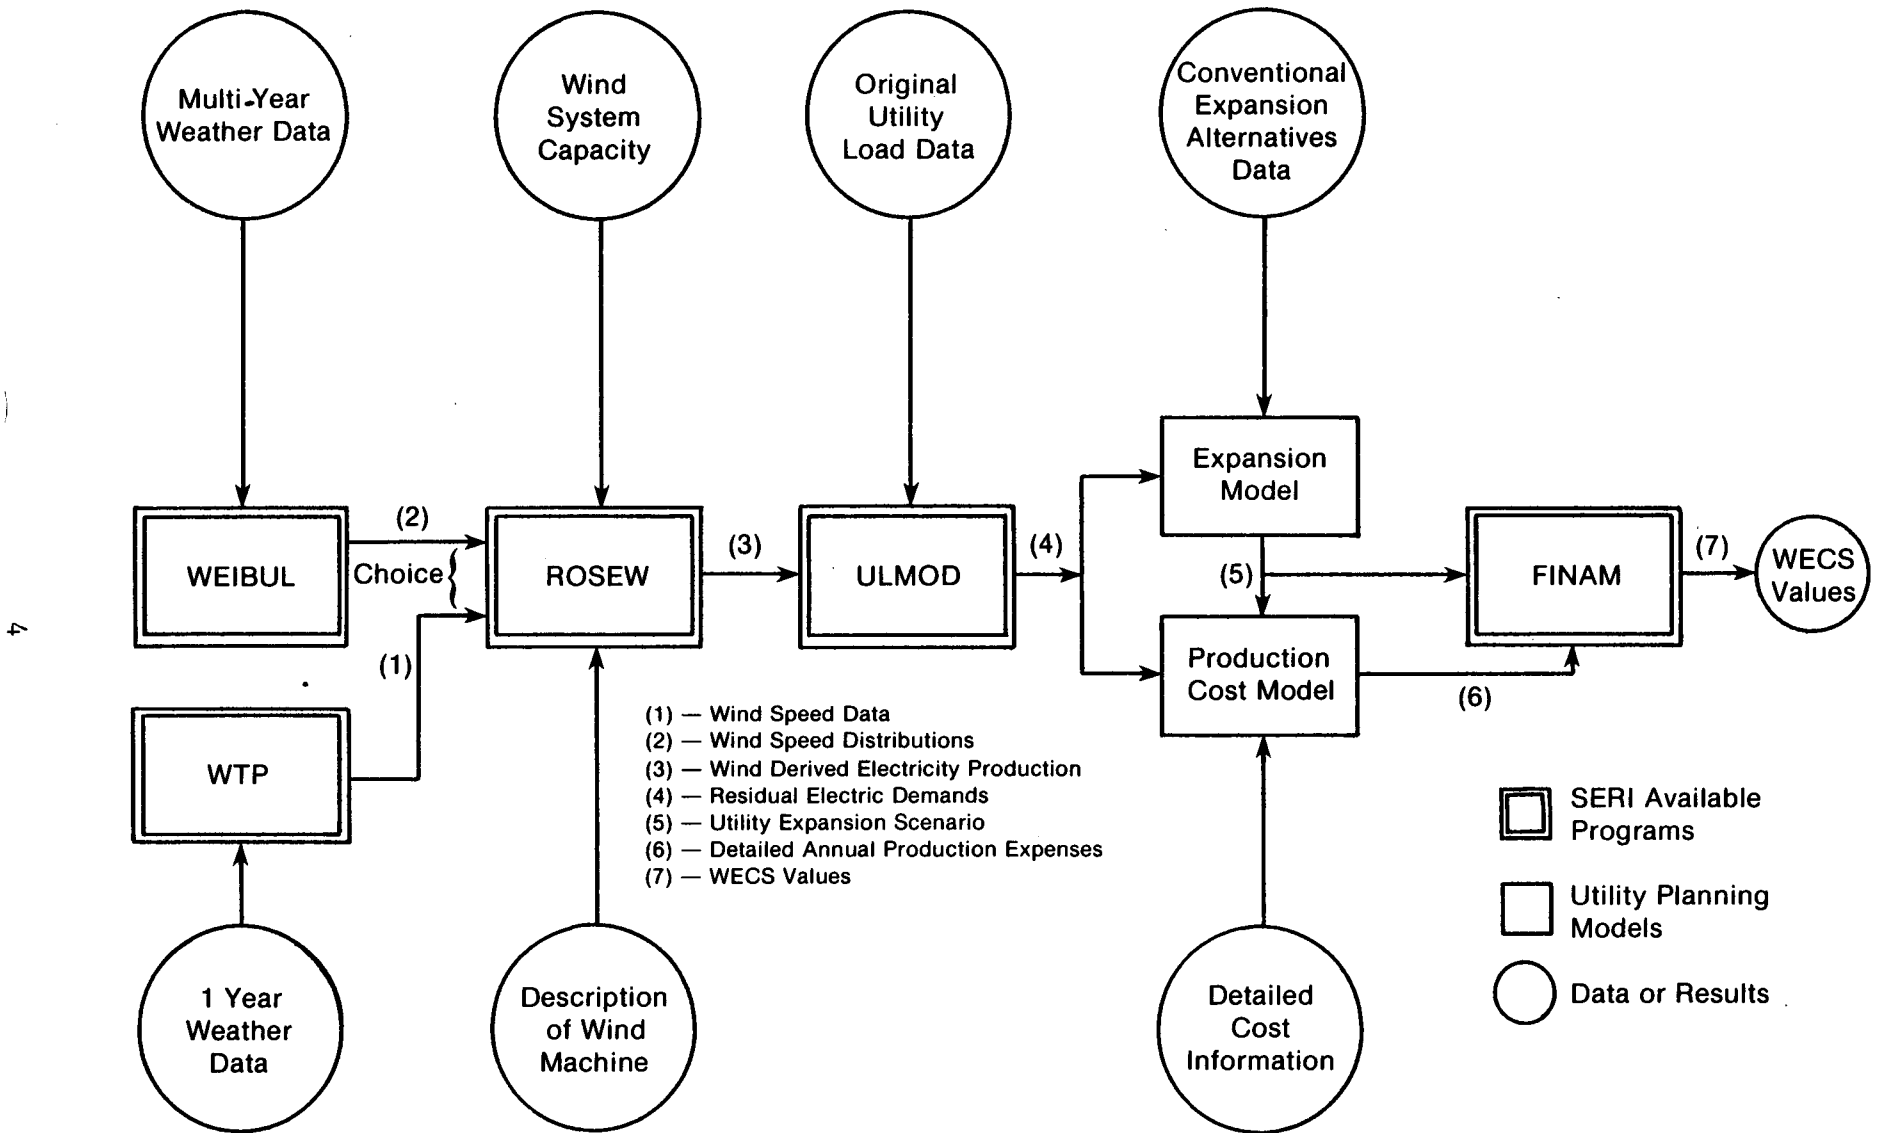 Multi-Year
Weather Data
Wind
System
Capacity
Original
Utility
Load Data
Conventional
Expansion
Alternatives
Data
WEIBUL
(2)
Choice
(1)
WTP
ROSEW
(3)
ULMOD
(4)
Expansion
Model
(5)
Production
Cost Model
(6)
FINAM
(7)
WECS
Values
4
(1) — Wind Speed Data
(2) — Wind Speed Distributions
(3) — Wind Derived Electricity Production
(4) — Residual Electric Demands
(5) — Utility Expansion Scenario
(6) — Detailed Annual Production Expenses
(7) — WECS Values
SERI Available
Programs
Utility Planning
Models
Data or Results
1 Year
Weather
Data
Description
of Wind
Machine
Detailed
Cost
Information